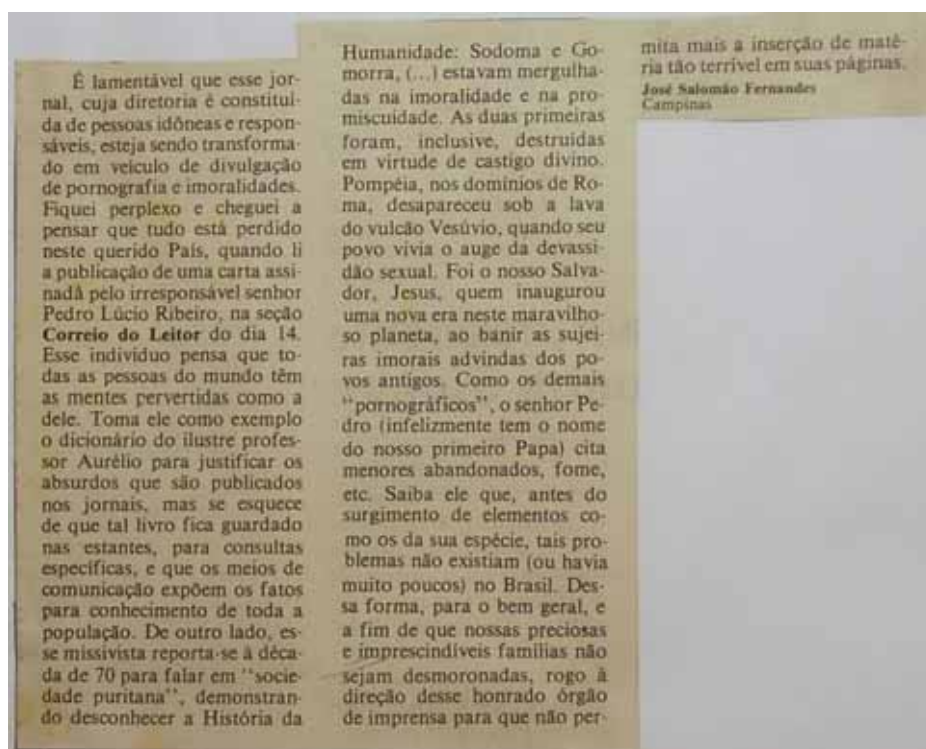 É lamentável que esse jor-
nal, cuja diretoria é constituí-
da de pessoas idôneas e respon-
sáveis, esteja sendo transforma-
do em veículo de divulgação
de pornografia e imoralidades.
Fiquei perplexo e cheguei a
pensar que tudo está perdido
neste querido País, quando li
a publicação de uma carta assi-
nada pelo irresponsável senhor
Pedro Lúcio Ribeiro, na seção
Correio do Leitor do dia 14.
Esse indivíduo pensa que to-
das as pessoas do mundo têm
as mentes pervertidas como a
dele. Toma ele como exemplo
o dicionário do ilustre profes-
sor Aurélio para justificar os
absurdos que são publicados
nos jornais, mas se esquece
de que tal livro fica guardado
nas estantes, para consultas
específicas, e que os meios de
comunicação expõem os fatos
para conhecimento de toda a
população. De outro lado, es-
se missivista reporta-se à déca-
da de 70 para falar em "socie-
dade puritana", demonstran-
do desconhecer a História da
Humanidade: Sodoma e Go-
morra, (...) estavam mergulha-
das na imoralidade e na pro-
miscuidade. As duas primeiras
foram, inclusive, destruídas
em virtude de castigo divino.
Pompéia, nos domínios de Ro-
ma, desapareceu sob a lava
do vulcão Vesúvio, quando seu
povo vivia o auge da devassi-
dão sexual. Foi o nosso Salva-
dor, Jesus, quem inaugurou
uma nova era neste maravilho-
so planeta, ao banir as sujei-
ras imorais advindas dos po-
vos antigos. Como os demais
"pornográficos", o senhor Pe-
dro (infelizmente tem o nome
do nosso primeiro Papa) cita
menores abandonados, fome,
etc. Saiba ele que, antes do
surgimento de elementos co-
mo os da sua espécie, tais pro-
blemas não existiam (ou havia
muito poucos) no Brasil. Des-
sa forma, para o bem geral, e
a fim de que nossas preciosas
e imprescindíveis famílias não
sejam desmoronadas, rogo à
direção desse honrado órgão
de imprensa para que não per-
mita mais a inserção de maté-
ria tão terrível em suas páginas.
José Salomão Fernandes
Campinas